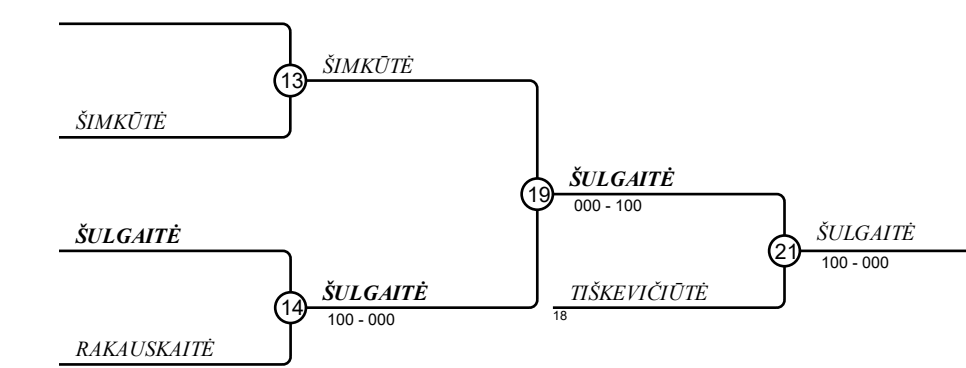 ŠIMKŪTĖ
13
ŠIMKŪTĖ
ŠULGAITĖ
19
000 - 100
ŠULGAITĖ
ŠULGAITĖ
21
100 - 000
ŠULGAITĖ
14
100 - 000
TIŠKEVIČIŪTĖ
18
RAKAUSKAITĖ